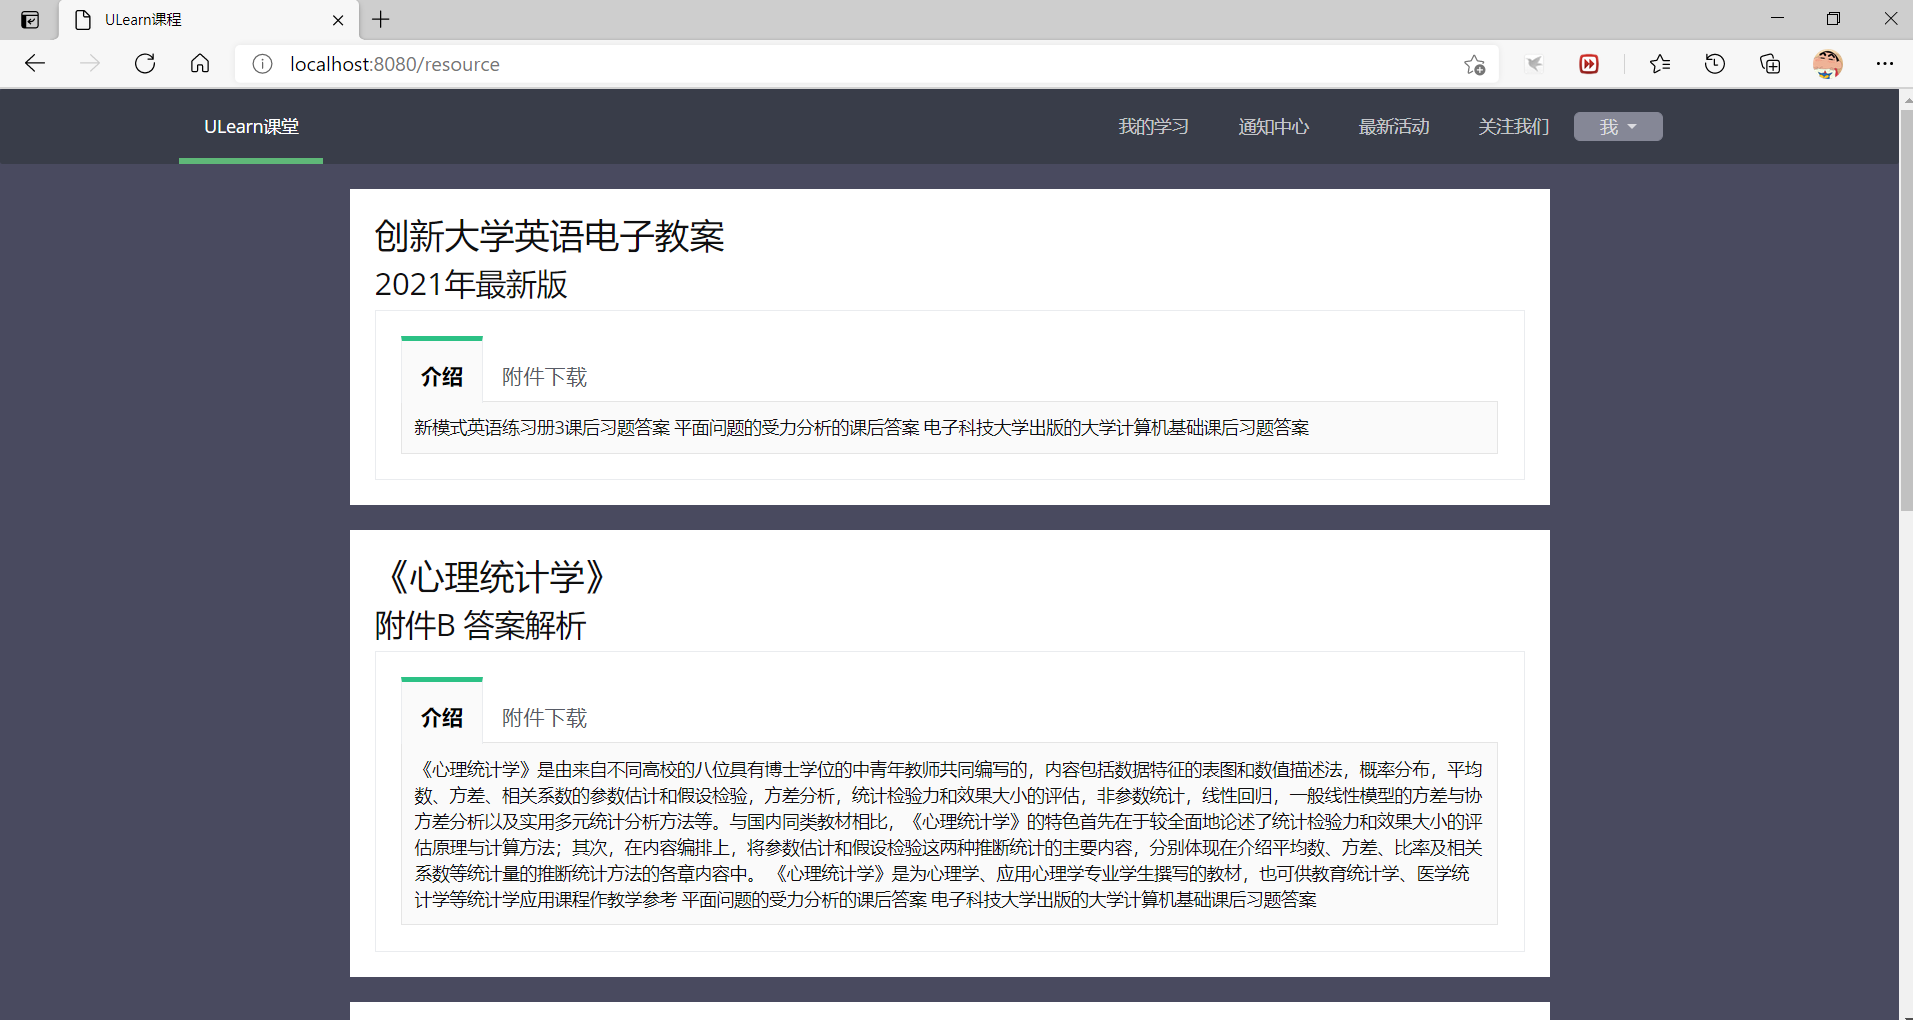 ULearn课程
localhost:8080/resource
ULearn课堂
我的学习
通知中心
最新活动
关注我们
我
创新大学英语电子教案
2021年最新版
介绍
附件下载
新模式英语练习册3课后习题答案 平面问题的受力分析的课后答案 电子科技大学出版的大学计算机基础课后习题答案
《心理统计学》
附件B 答案解析
介绍
附件下载
《心理统计学》是由来自不同高校的八位具有博士学位的中青年教师共同编写的，内容包括数据特征的表图和数值描述法，概率分布，平均
数、方差、相关系数的参数估计和假设检验，方差分析，统计检验力和效果大小的评估，非参数统计，线性回归，一般线性模型的方差与协
方差分析以及实用多元统计分析方法等。与国内同类教材相比，《心理统计学》的特色首先在于较全面地论述了统计检验力和效果大小的评
估原理与计算方法；其次，在内容编排上，将参数估计和假设检验这两种推断统计的主要内容，分别体现在介绍平均数、方差、比率及相关
系数等统计量的推断统计方法的各章内容中。 《心理统计学》是为心理学、应用心理学专业学生撰写的教材，也可供教育统计学、医学统
计学等统计学应用课程作教学参考 平面问题的受力分析的课后答案 电子科技大学出版的大学计算机基础课后习题答案